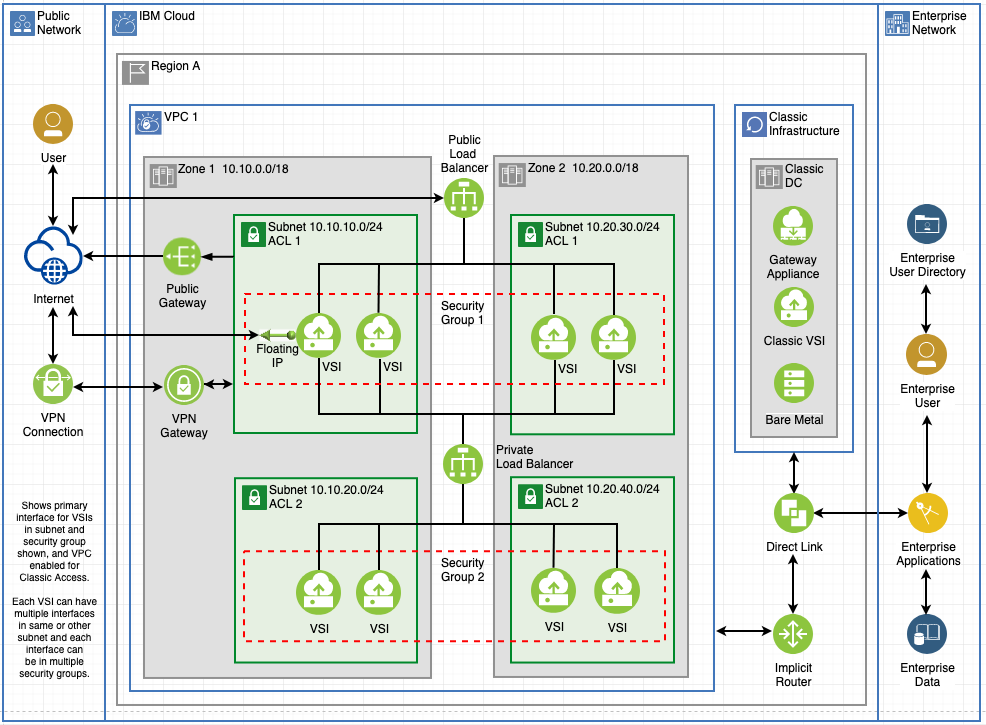 Public
Network
IBM Cloud
Enterprise
Network
Region A
VPC 1
Classic
Infrastructure
User
Public
Load
Balancer
Zone 1 10.10.0.0/18
Zone 2 10.20.0.0/18
Classic
DC
Subnet 10.10.10.0/24
ACL 1
Subnet 10.20.30.0/24
ACL 1
Internet
Public
Gateway
Gateway
Appliance
Enterprise
User Directory
Security
Group 1
Floating
IP
VSI
VSI
VSI
VSI
Classic VSI
VPN
Connection
VPN
Gateway
Bare Metal
Enterprise
User
Private
Load Balancer
Subnet 10.10.20.0/24
ACL 2
Subnet 10.20.40.0/24
ACL 2
Shows primary
interface for VSIs
in subnet and
security group
shown, and VPC
enabled for
Classic Access.
Each VSI can have
multiple interfaces
in same or other
subnet and each
interface can
be in multiple
security groups.
Security
Group 2
VSI
VSI
VSI
VSI
Direct Link
Enterprise
Applications
Implicit
Router
Enterprise
Data